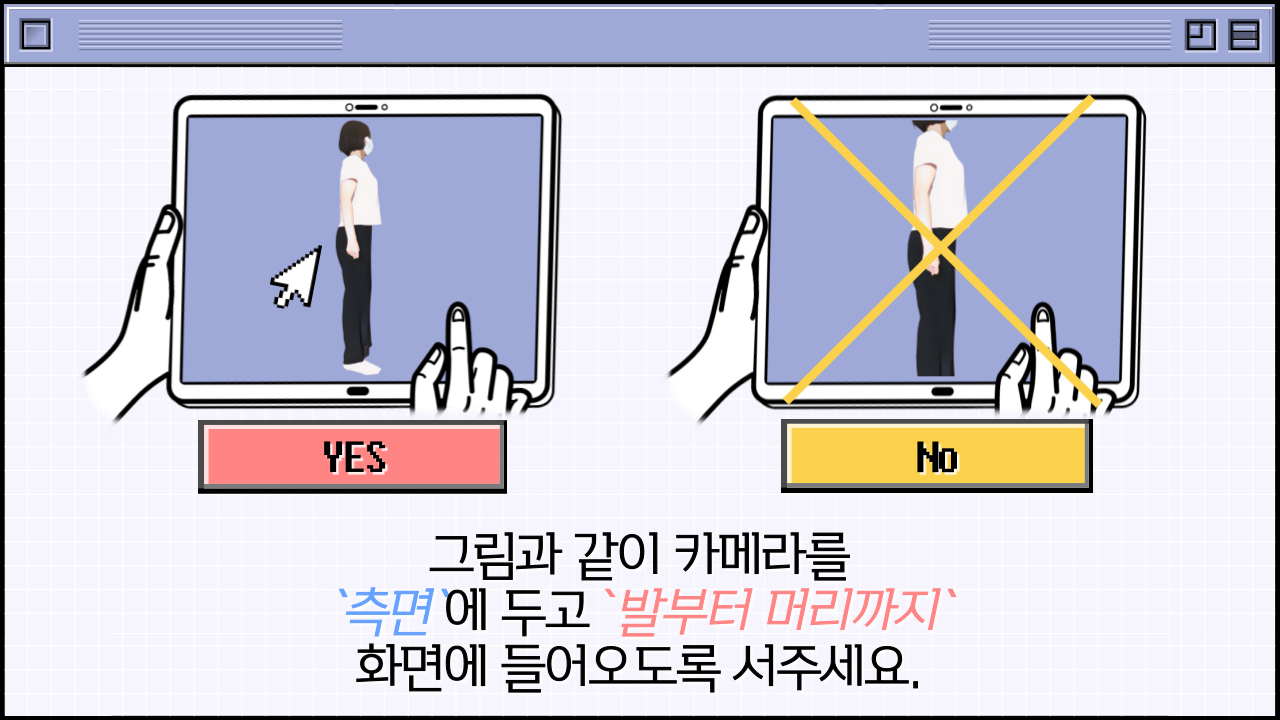 YES
No
그림과 같이 카메라를
`측면`에 두고 `발부터 머리까지`
화면에 들어오도록 서주세요.